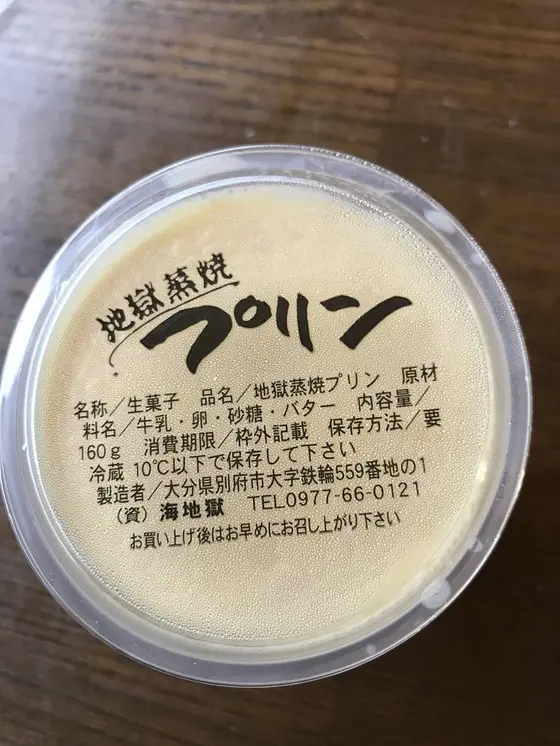 地獄蒸焼
プリン
名称／生菓子　品名／地獄蒸焼プリン　原材
料名／牛乳・卵・砂糖・バター　内容量／
160g　消費期限／枠外記載　保存方法／要
冷蔵 10℃以下で保存して下さい
製造者／大分県別府市大字鉄輪559番地の1
（資）海地獄　TEL0977-66-0121
お買い上げ後はお早めにお召し上がり下さい